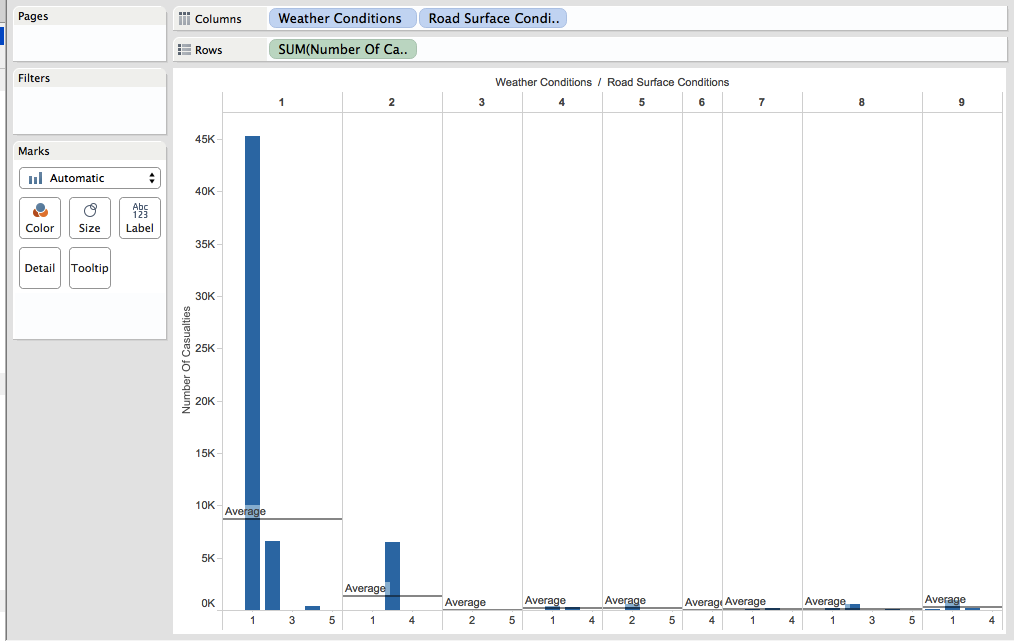 Pages
Columns
Weather Conditions
Road Surface Condi..
Rows
SUM(Number Of Ca..
Filters
Marks
Automatic
Color
Size
Abc
123
Label
Detail
Tooltip
Weather Conditions / Road Surface Conditions
1 2 3 4 5 6 7 8 9
Number Of Casualties
45K
40K
35K
30K
25K
20K
15K
10K
5K
0K
Average
Average
Average
Average
Average
Average
Average
Average
Average
1 3 5 1 4 2 5 1 4 2 5 4 1 4 1 3 5 1 4